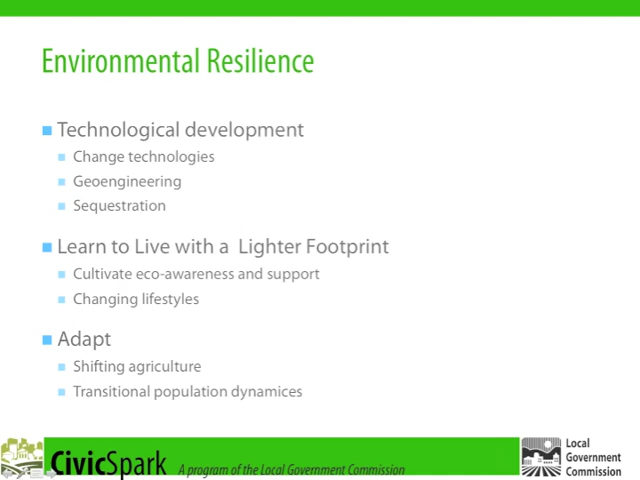 Environmental Resilience
Technological development
Change technologies
Geoengineering
Sequestration
Learn to Live with a Lighter Footprint
Cultivate eco-awareness and support
Changing lifestyles
Adapt
Shifting agriculture
Transitional population dynamices
CivicSpark A program of the Local Government Commission
Local
Government
Commission